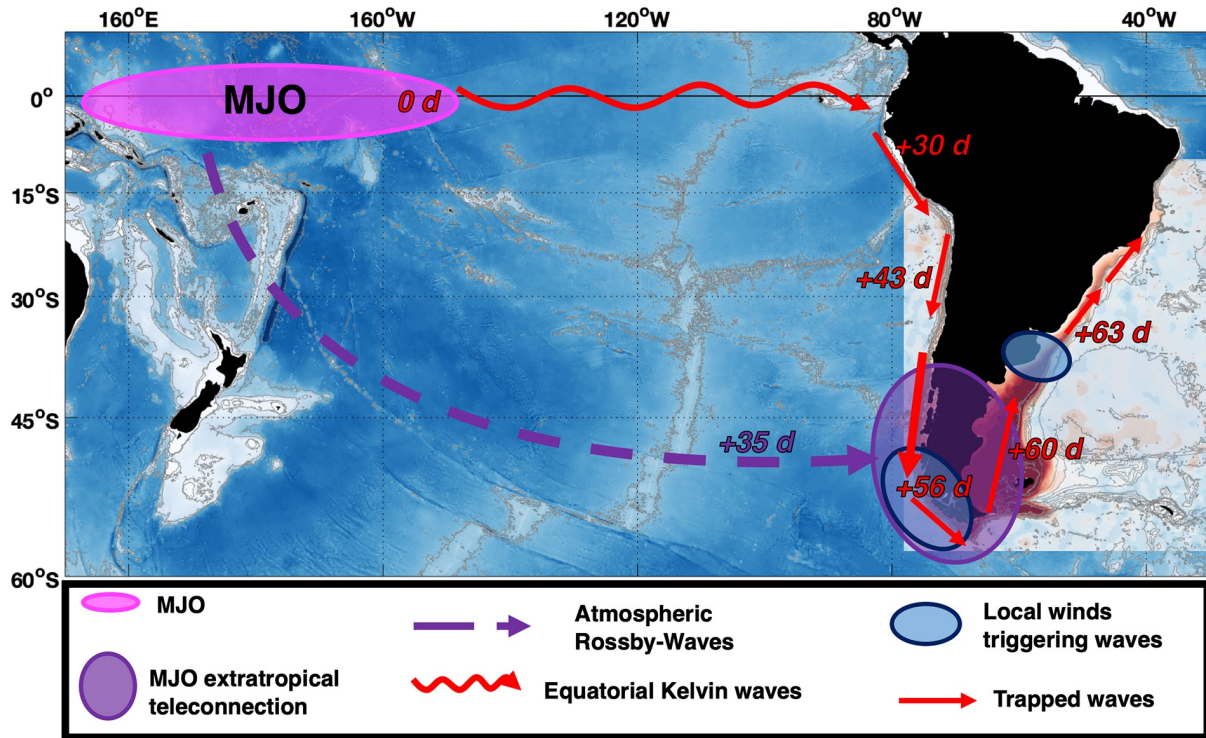 160°E 160°W 120°W 80°W 40°W
0°
MJO
0 d
+30 d
15°S
+43 d
30°S
+63 d
45°S
+35 d
+60 d
+56 d
60°S
MJO
Atmospheric
Rossby-Waves
Local winds
triggering waves
MJO extratropical
teleconnection
Equatorial Kelvin waves
Trapped waves